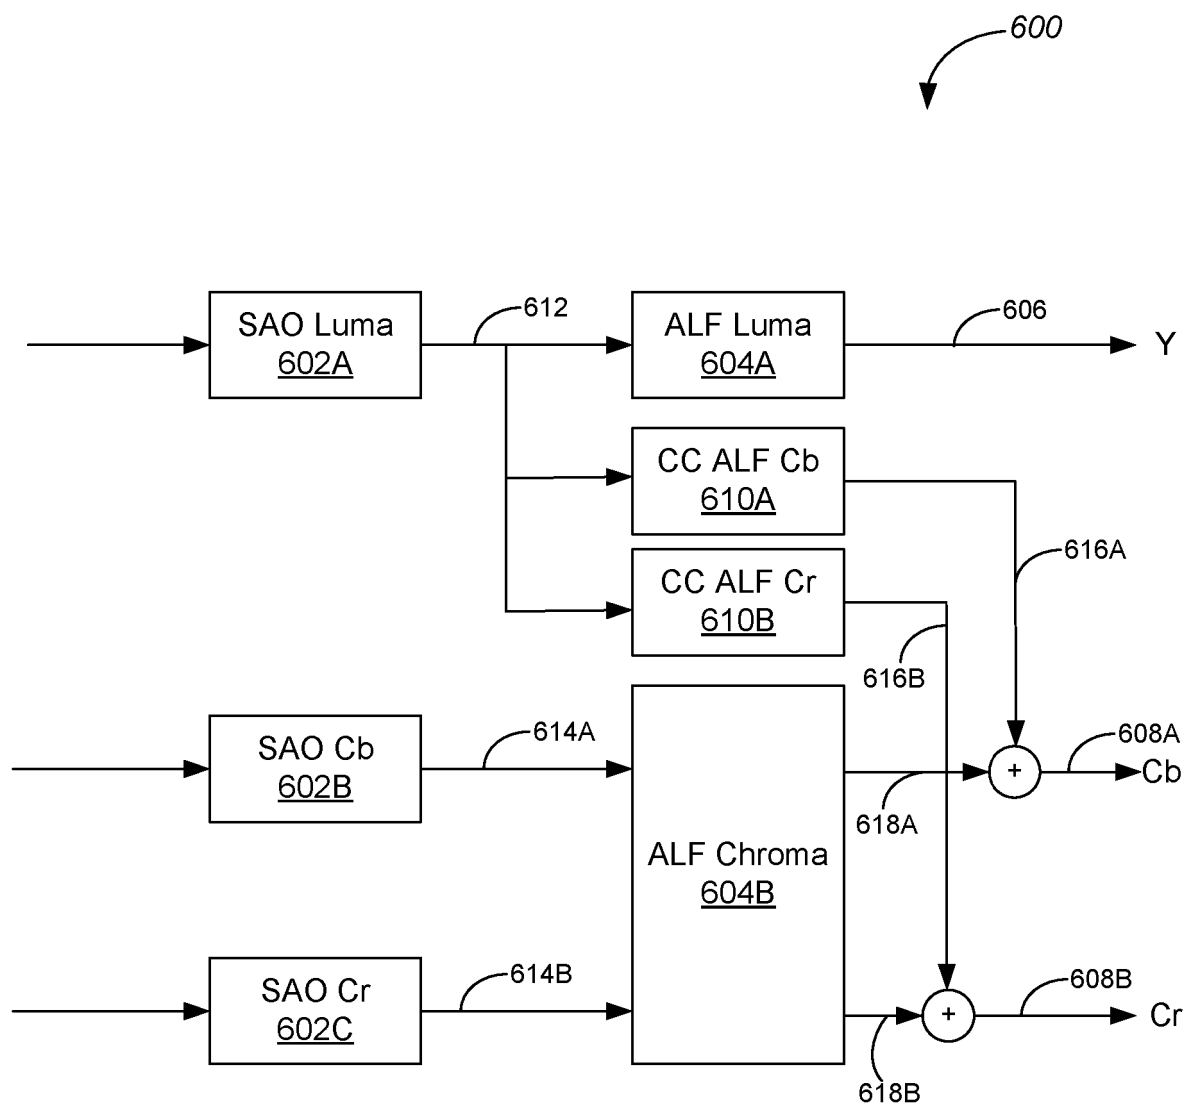 600
612
606
SAO Luma
602A
ALF Luma
604A
Y
CC ALF Cb
610A
616A
CC ALF Cr
610B
616B
614A
608A
SAO Cb
602B
+
Cb
618A
ALF Chroma
604B
614B
608B
SAO Cr
602C
+
Cr
618B